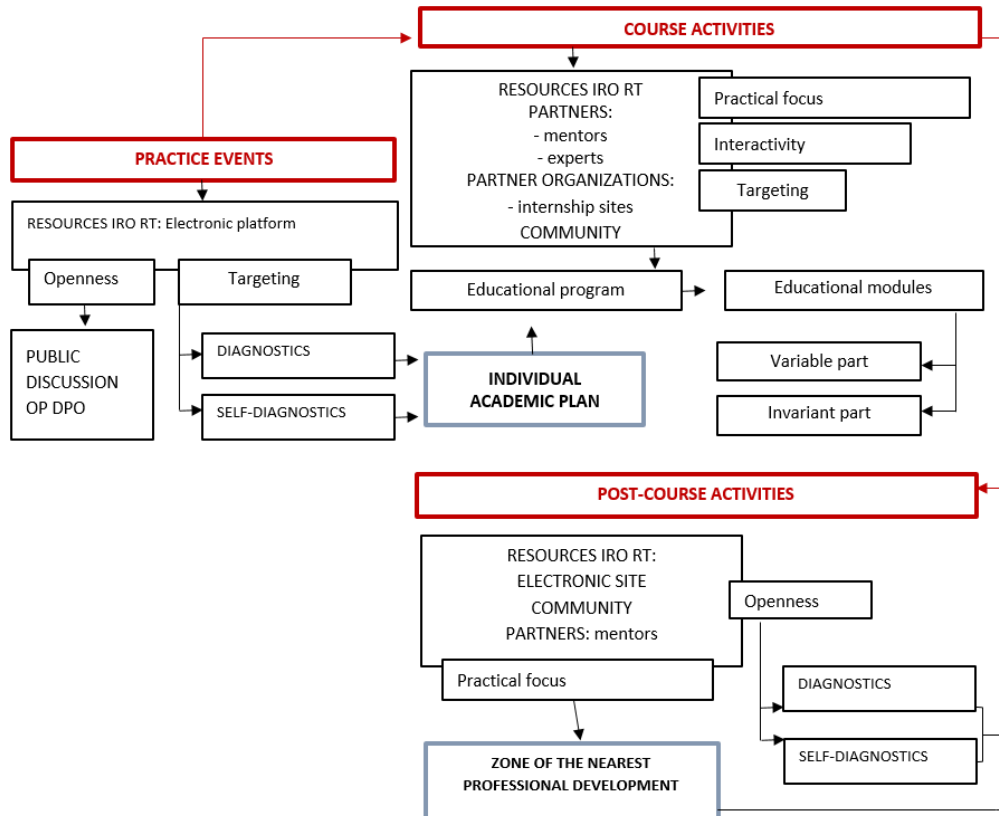 COURSE ACTIVITIES
RESOURCES IRO RT
PARTNERS:
- mentors
- experts
PARTNER ORGANIZATIONS:
- internship sites
COMMUNITY
Practical focus
Interactivity
Targeting
PRACTICE EVENTS
RESOURCES IRO RT: Electronic platform
Openness
Targeting
PUBLIC
DISCUSSION
OP DPO
DIAGNOSTICS
SELF-DIAGNOSTICS
Educational program
INDIVIDUAL
ACADEMIC PLAN
Educational modules
Variable part
Invariant part
POST-COURSE ACTIVITIES
RESOURCES IRO RT:
ELECTRONIC SITE
COMMUNITY
PARTNERS: mentors
Openness
Practical focus
DIAGNOSTICS
SELF-DIAGNOSTICS
ZONE OF THE NEAREST
PROFESSIONAL DEVELOPMENT